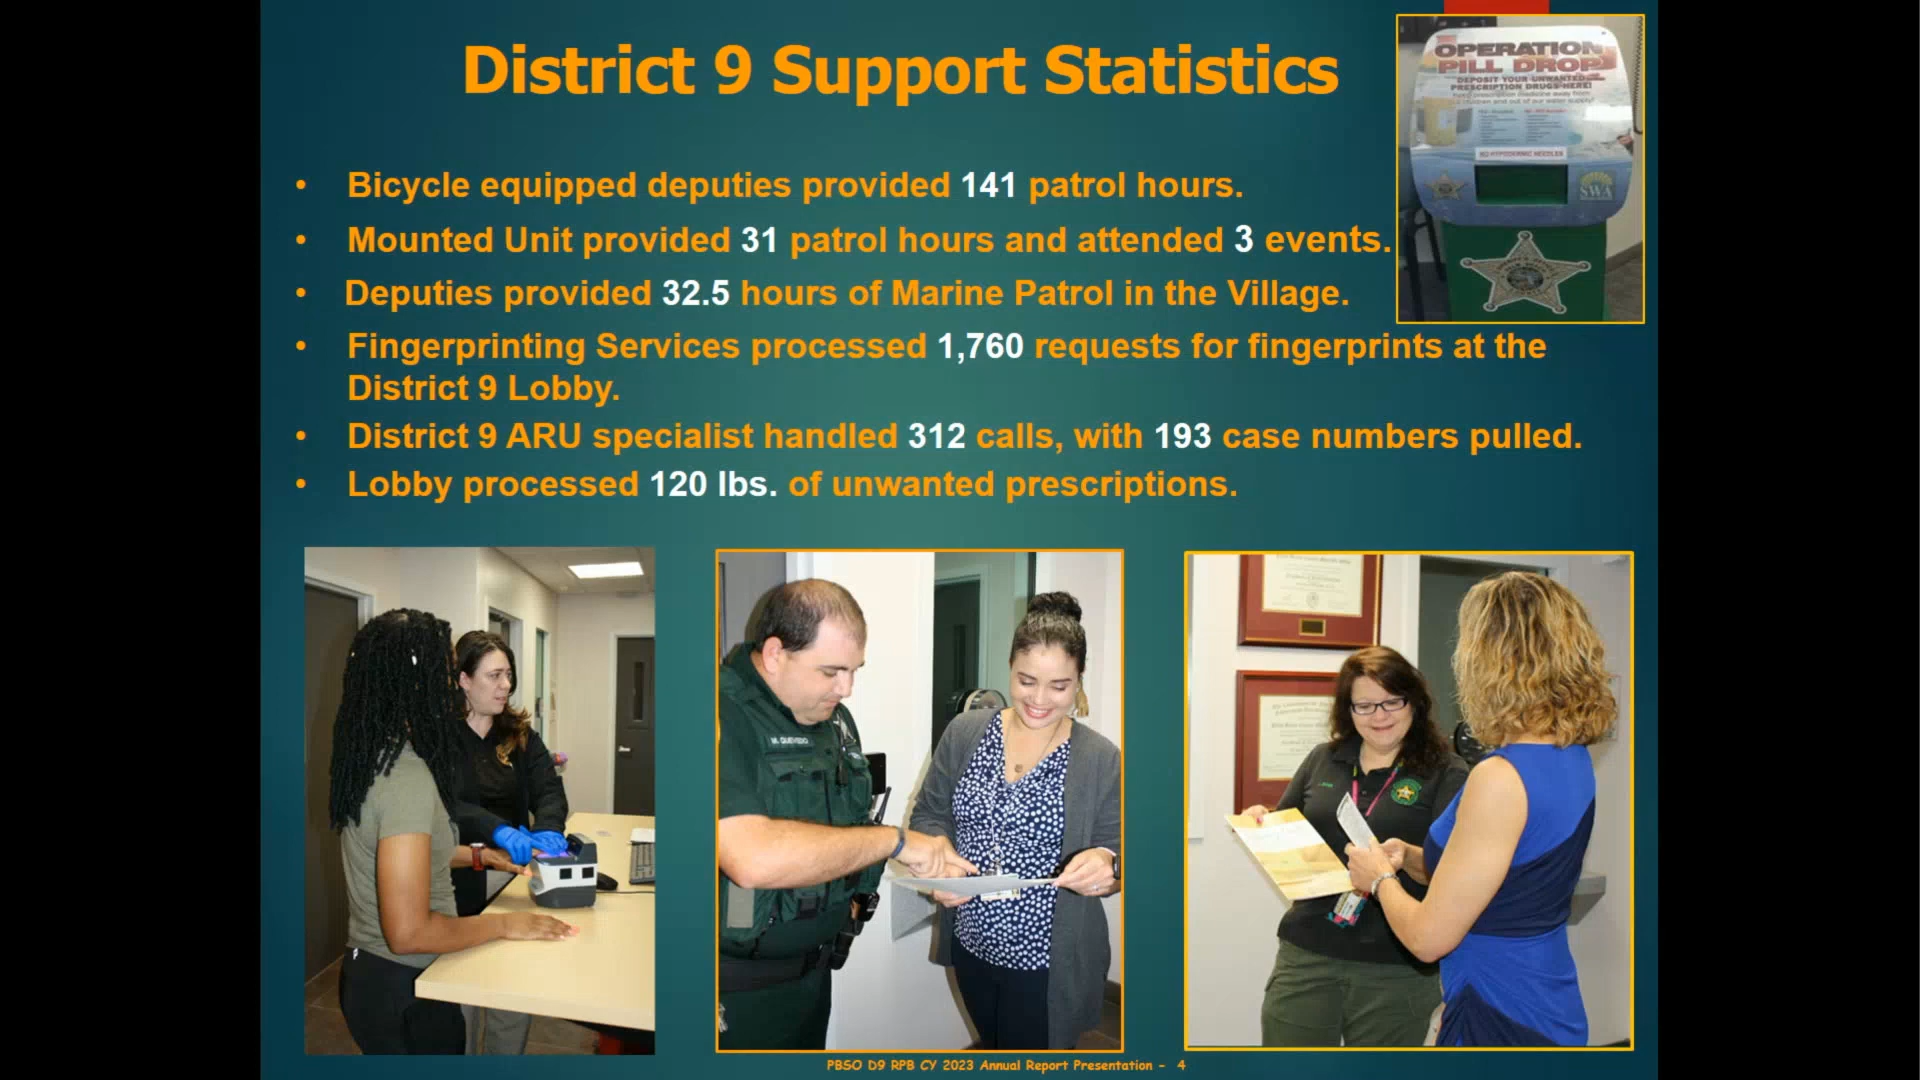 District 9 Support Statistics
OPERATION
PILL DROP
DEPOSIT YOUR UNWANTED
PRESCRIPTION DRUGS HERE!
NO HYPODERMIC NEEDLES
SWA
• Bicycle equipped deputies provided 141 patrol hours.
• Mounted Unit provided 31 patrol hours and attended 3 events.
• Deputies provided 32.5 hours of Marine Patrol in the Village.
• Fingerprinting Services processed 1,760 requests for fingerprints at the
District 9 Lobby.
• District 9 ARU specialist handled 312 calls, with 193 case numbers pulled.
• Lobby processed 120 lbs. of unwanted prescriptions.
M. QUEVEDO
PBSO D9 RPB CY 2023 Annual Report Presentation - 4